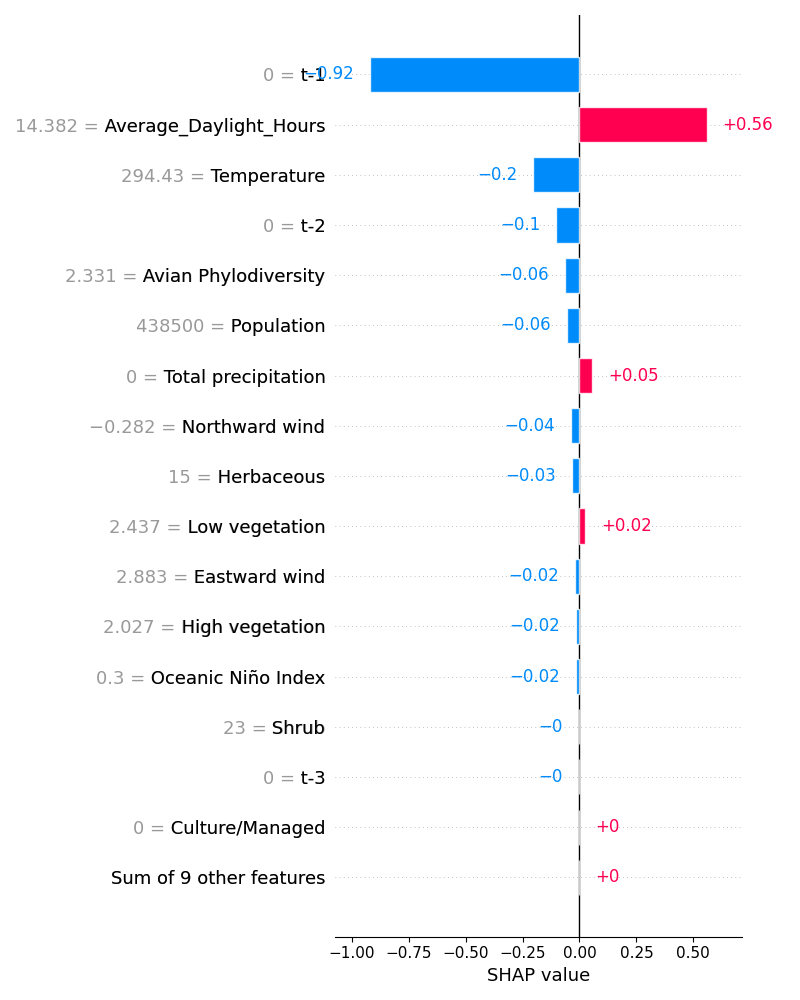 0 = t-1 −0.92
14.382 = Average_Daylight_Hours +0.56
294.43 = Temperature −0.2
0 = t-2 −0.1
2.331 = Avian Phylodiversity −0.06
438500 = Population −0.06
0 = Total precipitation +0.05
−0.282 = Northward wind −0.04
15 = Herbaceous −0.03
2.437 = Low vegetation +0.02
2.883 = Eastward wind −0.02
2.027 = High vegetation −0.02
0.3 = Oceanic Niño Index −0.02
23 = Shrub −0
0 = t-3 −0
0 = Culture/Managed +0
Sum of 9 other features +0
−1.00 −0.75 −0.50 −0.25 0.00 0.25 0.50
SHAP value